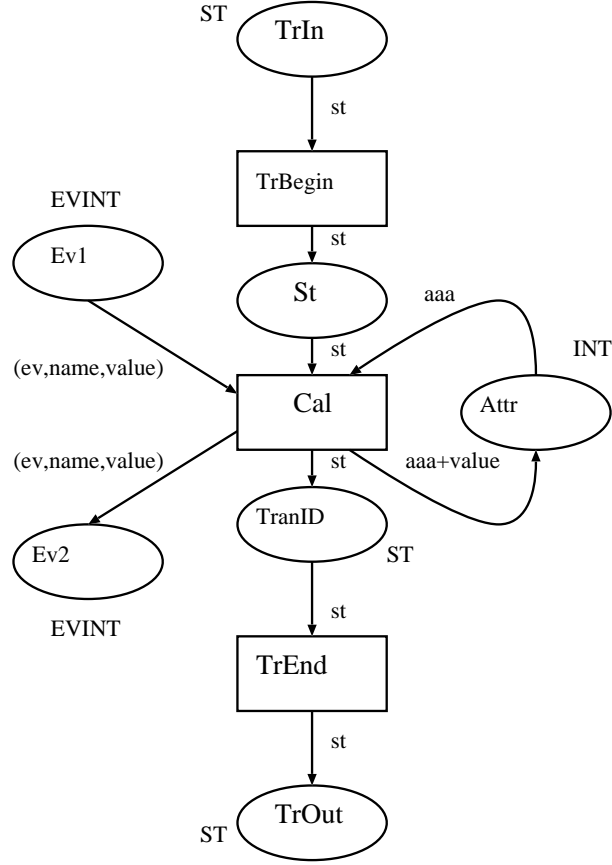 ST
TrIn
st
TrBegin
EVINT
st
Ev1
St
aaa
st
INT
(ev,name,value)
Cal
Attr
(ev,name,value)
st
aaa+value
TranID
Ev2
ST
st
EVINT
TrEnd
st
TrOut
ST